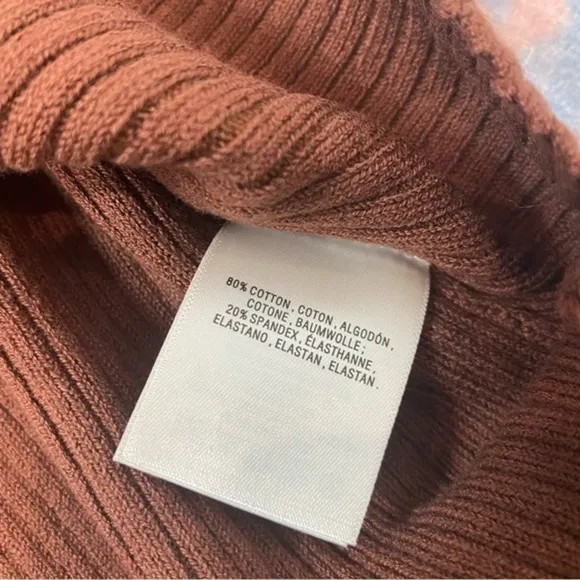 80% COTTON, COTON, ALGODÓN,
COTONE, BAUMWOLLE;
20% SPANDEX, ÉLASTHANNE,
ELASTANO, ELASTAN, ELASTAN.